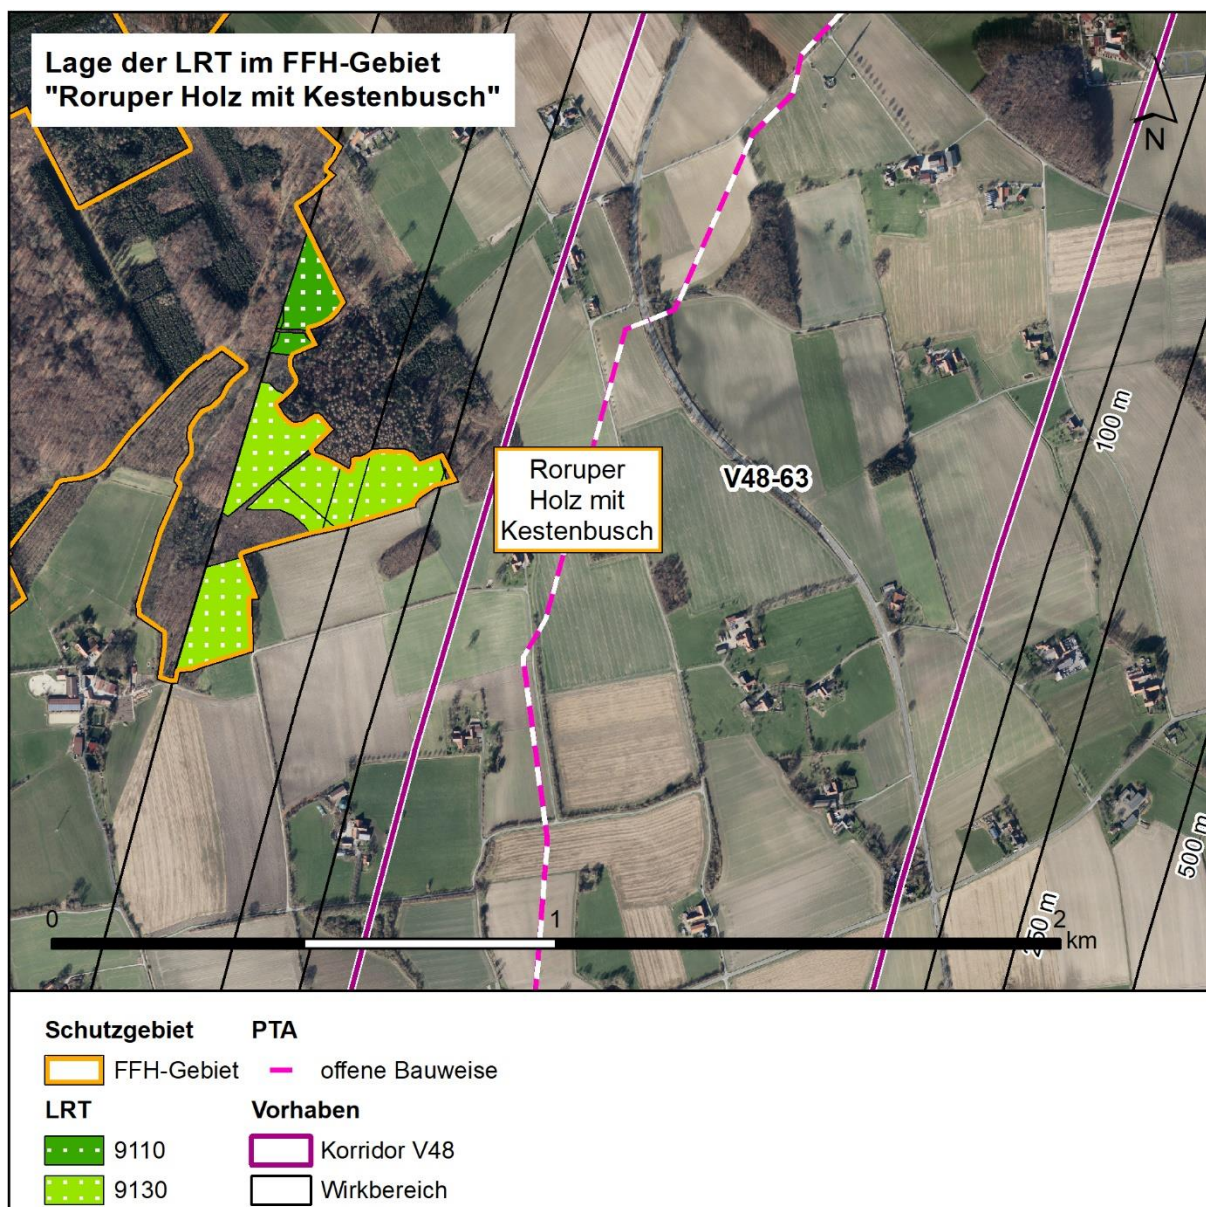 Lage der LRT im FFH-Gebiet
"Roruper Holz mit Kestenbusch"
N
100 m
V48-63
Roruper
Holz mit
Kestenbusch
500 m
250 m
0 1 2
km
Schutzgebiet
FFH-Gebiet
LRT
9110
9130
PTA
offene Bauweise
Vorhaben
Korridor V48
Wirkbereich